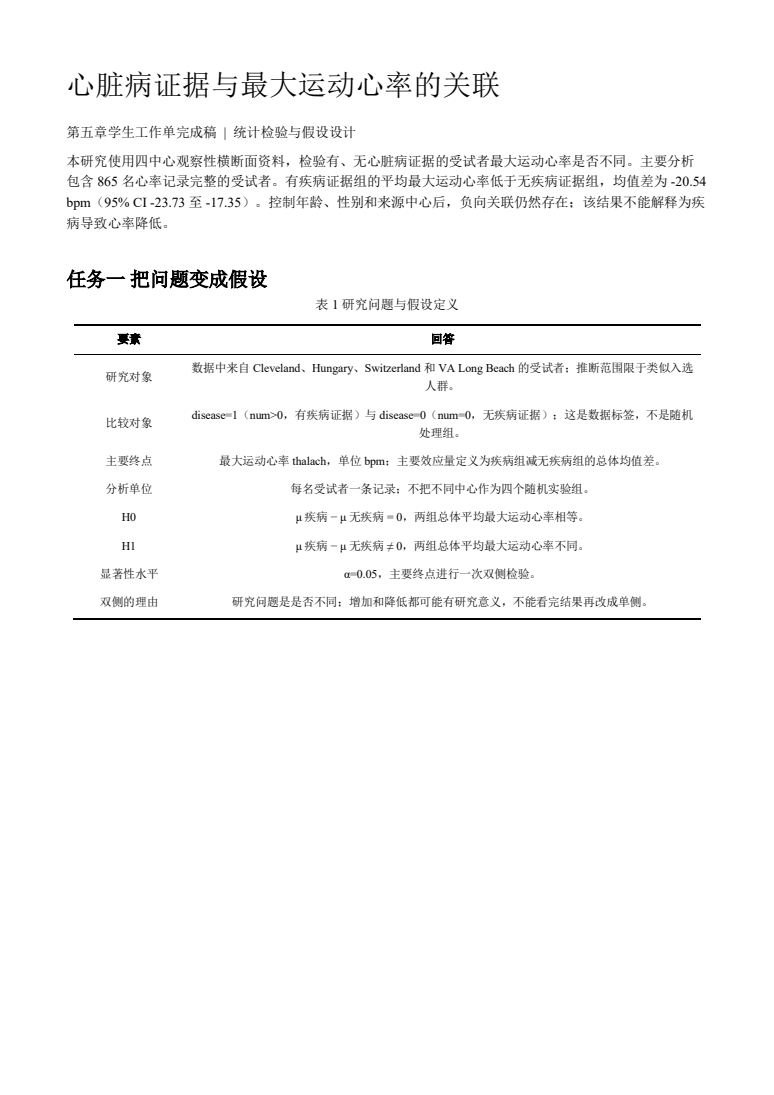 心脏病证据与最大运动心率的关联
第五章学生工作单完成稿 | 统计检验与假设设计
本研究使用四中心观察性横断面资料，检验有、无心脏病证据的受试者最大运动心率是否不同。主要分析
包含 865 名心率记录完整的受试者。有疾病证据组的平均最大运动心率低于无疾病证据组，均值差为 -20.54
bpm（95% CI -23.73 至 -17.35）。控制年龄、性别和来源中心后，负向关联仍然存在；该结果不能解释为疾
病导致心率降低。
任务一 把问题变成假设
表 1 研究问题与假设定义
要素 回答
研究对象 数据中来自 Cleveland、Hungary、Switzerland 和 VA Long Beach 的受试者；推断范围限于类似入选
人群。
比较对象 disease=1（num>0，有疾病证据）与 disease=0（num=0，无疾病证据）；这是数据标签，不是随机
处理组。
主要终点 最大运动心率 thalach，单位 bpm；主要效应量定义为疾病组减无疾病组的总体均值差。
分析单位 每名受试者一条记录；不把不同中心作为四个随机实验组。
H0 μ 疾病 − μ 无疾病 = 0，两组总体平均最大运动心率相等。
H1 μ 疾病 − μ 无疾病 ≠ 0，两组总体平均最大运动心率不同。
显著性水平 α=0.05，主要终点进行一次双侧检验。
双侧的理由 研究问题是是否不同；增加和降低都可能有研究意义，不能看完结果再改成单侧。